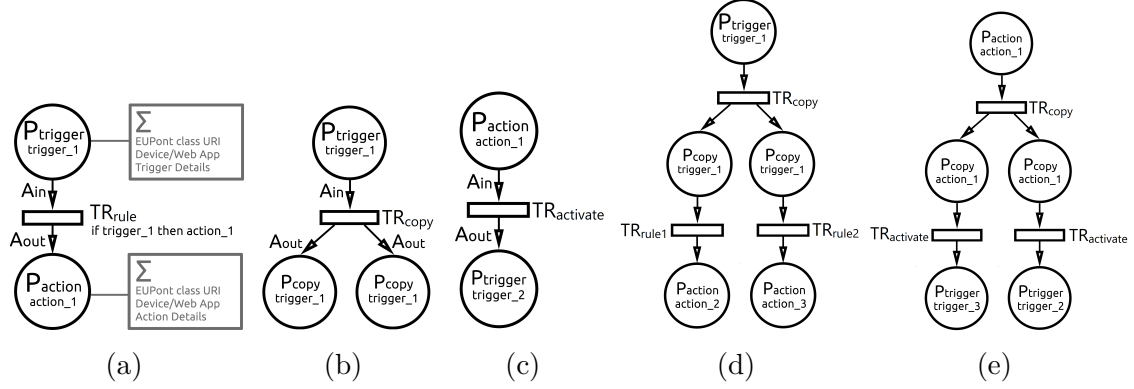 Ptrigger
trigger_1
Σ
EUPont class URI
Device/Web App
Trigger Details
Ain
TRrule
if trigger_1 then action_1
Aout
Paction
action_1
Σ
EUPont class URI
Device/Web App
Action Details
(a)
Ptrigger
trigger_1
Ain
TRcopy
Aout Aout
Pcopy Pcopy
trigger_1 trigger_1
(b)
Paction
action_1
Ain
TRactivate
Aout
Ptrigger
trigger_2
(c)
Ptrigger
trigger_1
TRcopy
Pcopy Pcopy
trigger_1 trigger_1
TRrule1 TRrule2
Paction Paction
action_2 action_3
(d)
Paction
action_1
TRcopy
Pcopy Pcopy
action_1 action_1
TRactivate TRactivate
Ptrigger Ptrigger
trigger_3 trigger_2
(e)